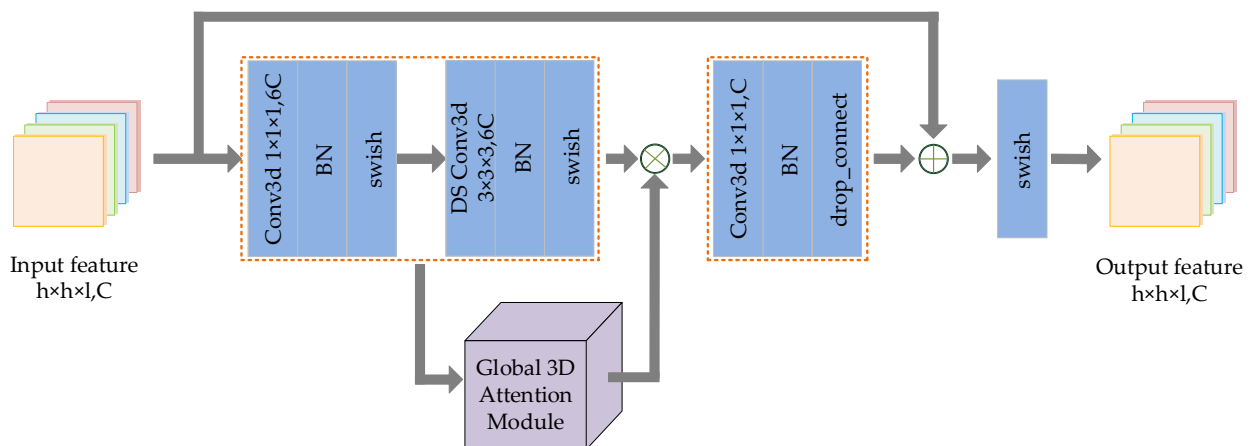 Input feature
h×h×l,C
Conv3d 1×1×1,6C
BN
swish
DS Conv3d
3×3×3,6C
BN
swish
Global 3D
Attention
Module
Conv3d 1×1×1,C
BN
drop_connect
swish
Output feature
h×h×l,C